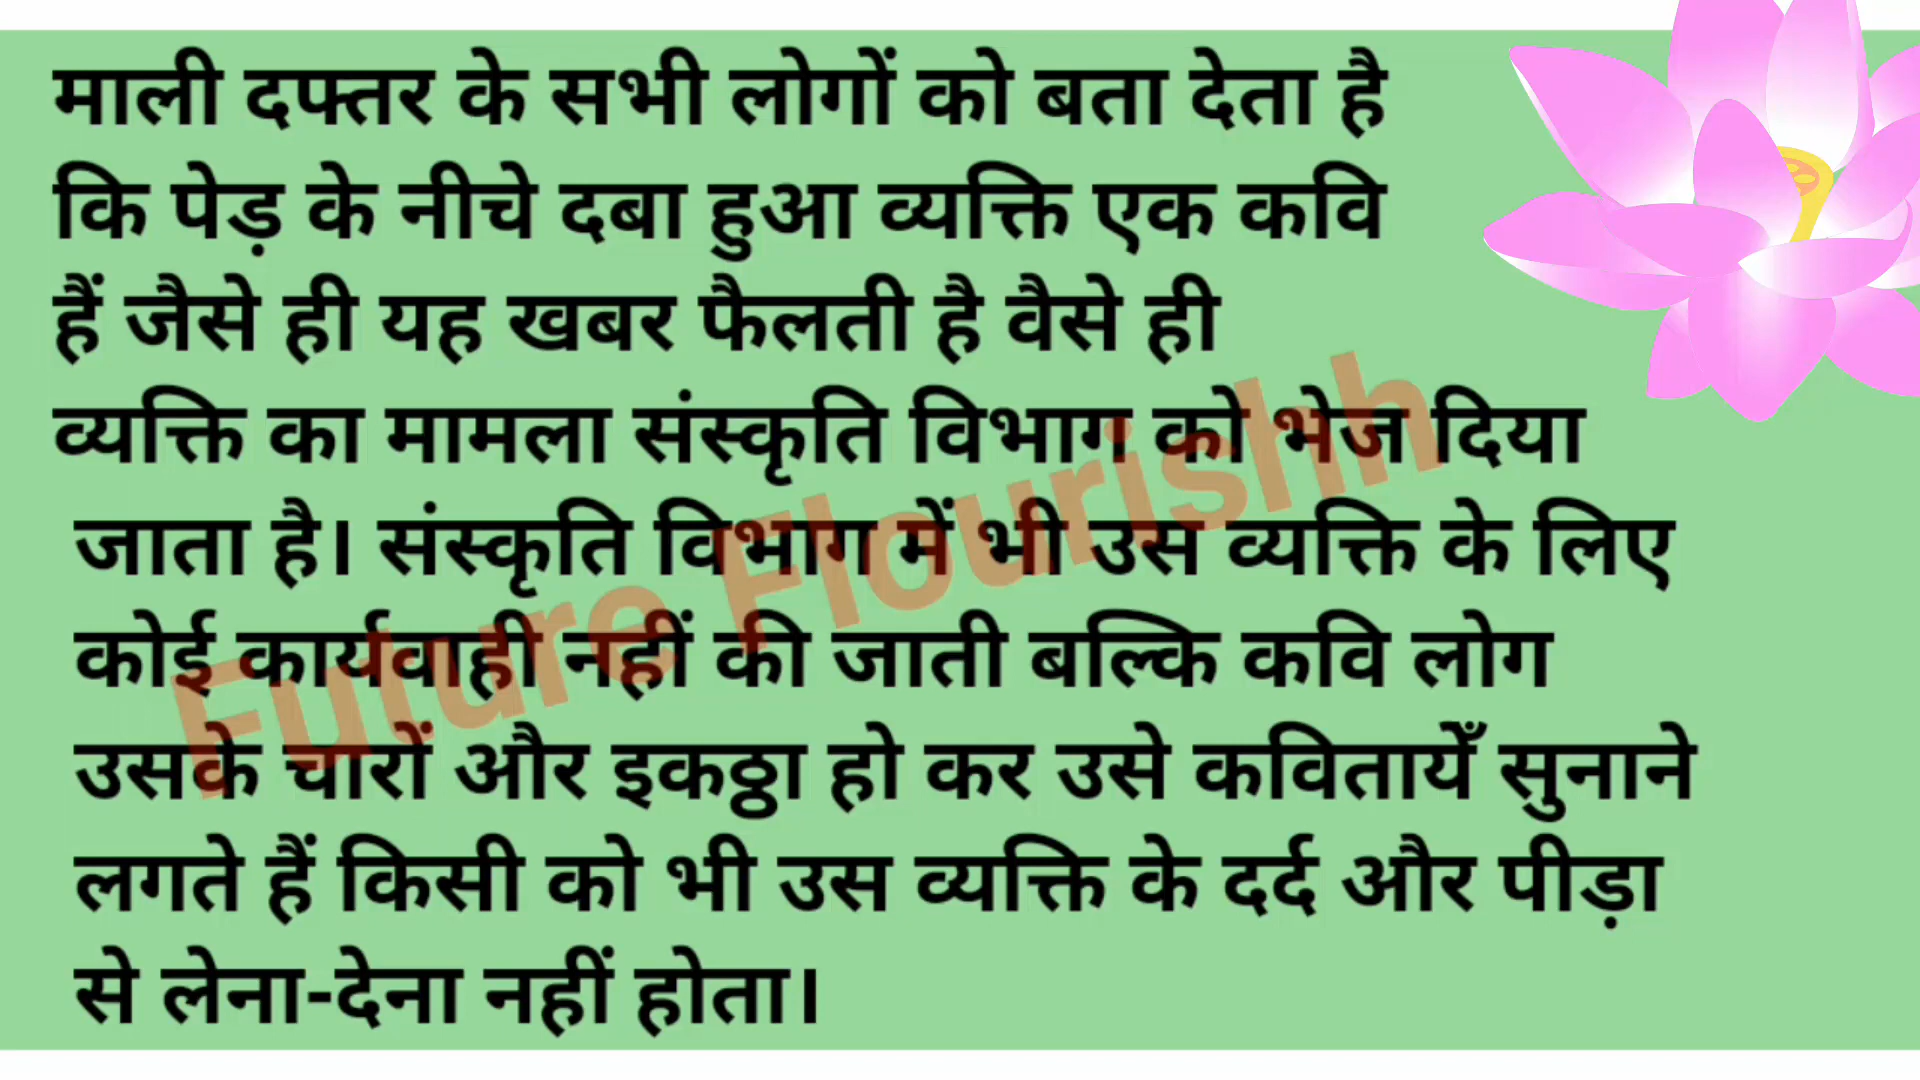 माली दफ्तर के सभी लोगों को बता देता है
कि पेड़ के नीचे दबा हुआ व्यक्ति एक कवि
हैं जैसे ही यह खबर फैलती है वैसे ही
व्यक्ति का मामला संस्कृति विभाग को भेज दिया
जाता है। संस्कृति विभाग में भी उस व्यक्ति के लिए
कोई कार्यवाही नहीं की जाती बल्कि कवि लोग
उसके चारों और इकठ्ठा हो कर उसे कवितायेँ सुनाने
लगते हैं किसी को भी उस व्यक्ति के दर्द और पीड़ा
से लेना-देना नहीं होता।
Future Flourishh